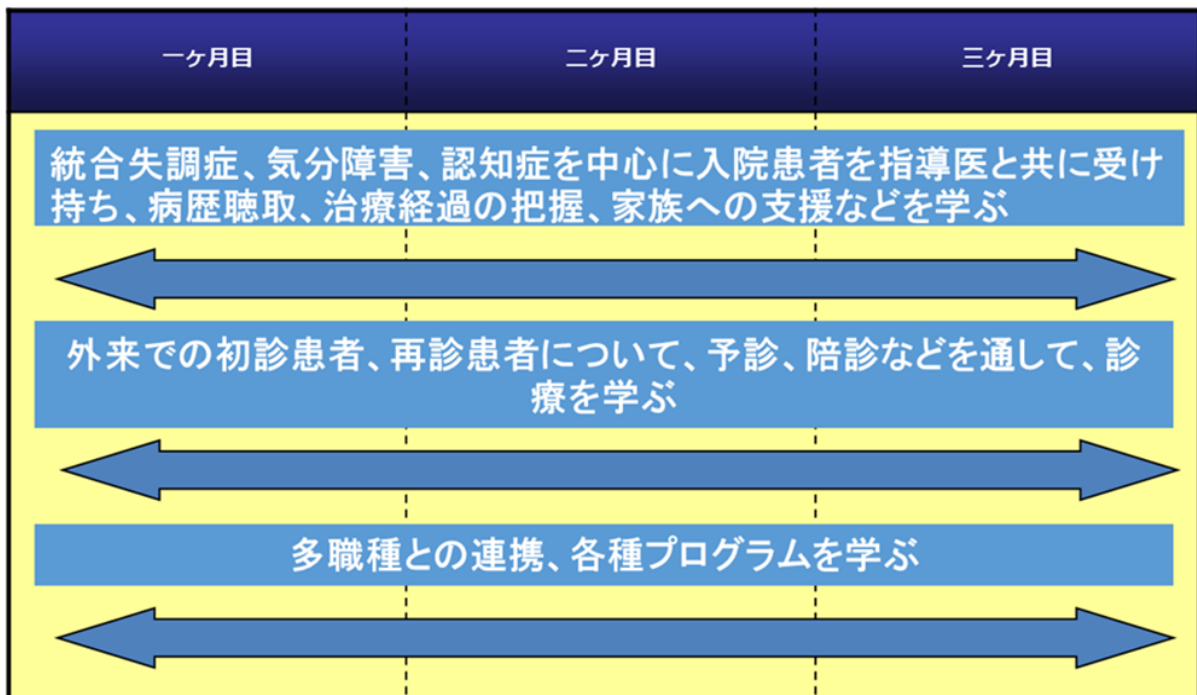 一ヶ月目
二ヶ月目
三ヶ月目
統合失調症、気分障害、認知症を中心に入院患者を指導医と共に受け
持ち、病歴聴取、治療経過の把握、家族への支援などを学ぶ
外来での初診患者、再診患者について、予診、陪診などを通して、診
療を学ぶ
多職種との連携、各種プログラムを学ぶ